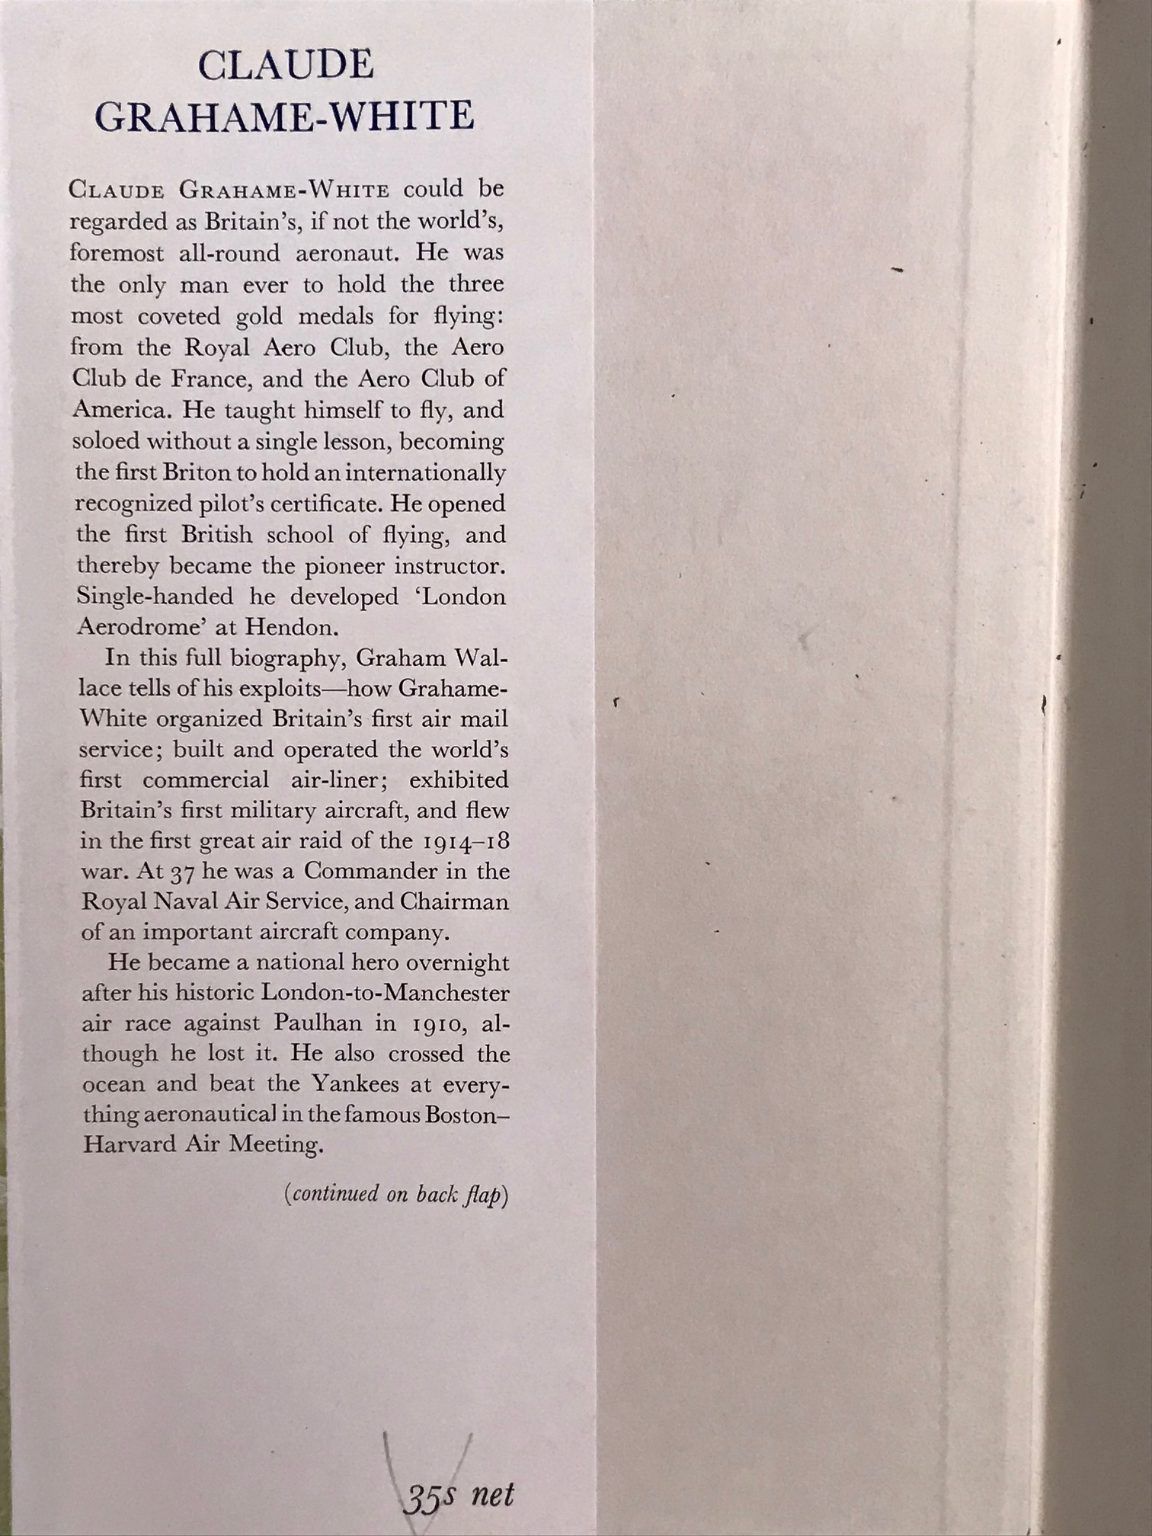 CLAUDE
GRAHAME-WHITE
CLAUDE GRAHAME-WHITE could be
regarded as Britain's, if not the world's,
foremost all-round aeronaut. He was
the only man ever to hold the three
most coveted gold medals for flying:
from the Royal Aero Club, the Aero
Club de France, and the Aero Club of
America. He taught himself to fly, and
soloed without a single lesson, becoming
the first Briton to hold an internationally
recognized pilot's certificate. He opened
the first British school of flying, and
thereby became the pioneer instructor.
Single-handed he developed ‘London
Aerodrome’ at Hendon.
In this full biography, Graham Wal-
lace tells of his exploits—how Grahame-
White organized Britain's first air mail
service; built and operated the world's
first commercial air-liner; exhibited
Britain's first military aircraft, and flew
in the first great air raid of the 1914–18
war. At 37 he was a Commander in the
Royal Naval Air Service, and Chairman
of an important aircraft company.
He became a national hero overnight
after his historic London-to-Manchester
air race against Paulhan in 1910, al-
though he lost it. He also crossed the
ocean and beat the Yankees at every-
thing aeronautical in the famous Boston–
Harvard Air Meeting.
(continued on back flap)
35s net